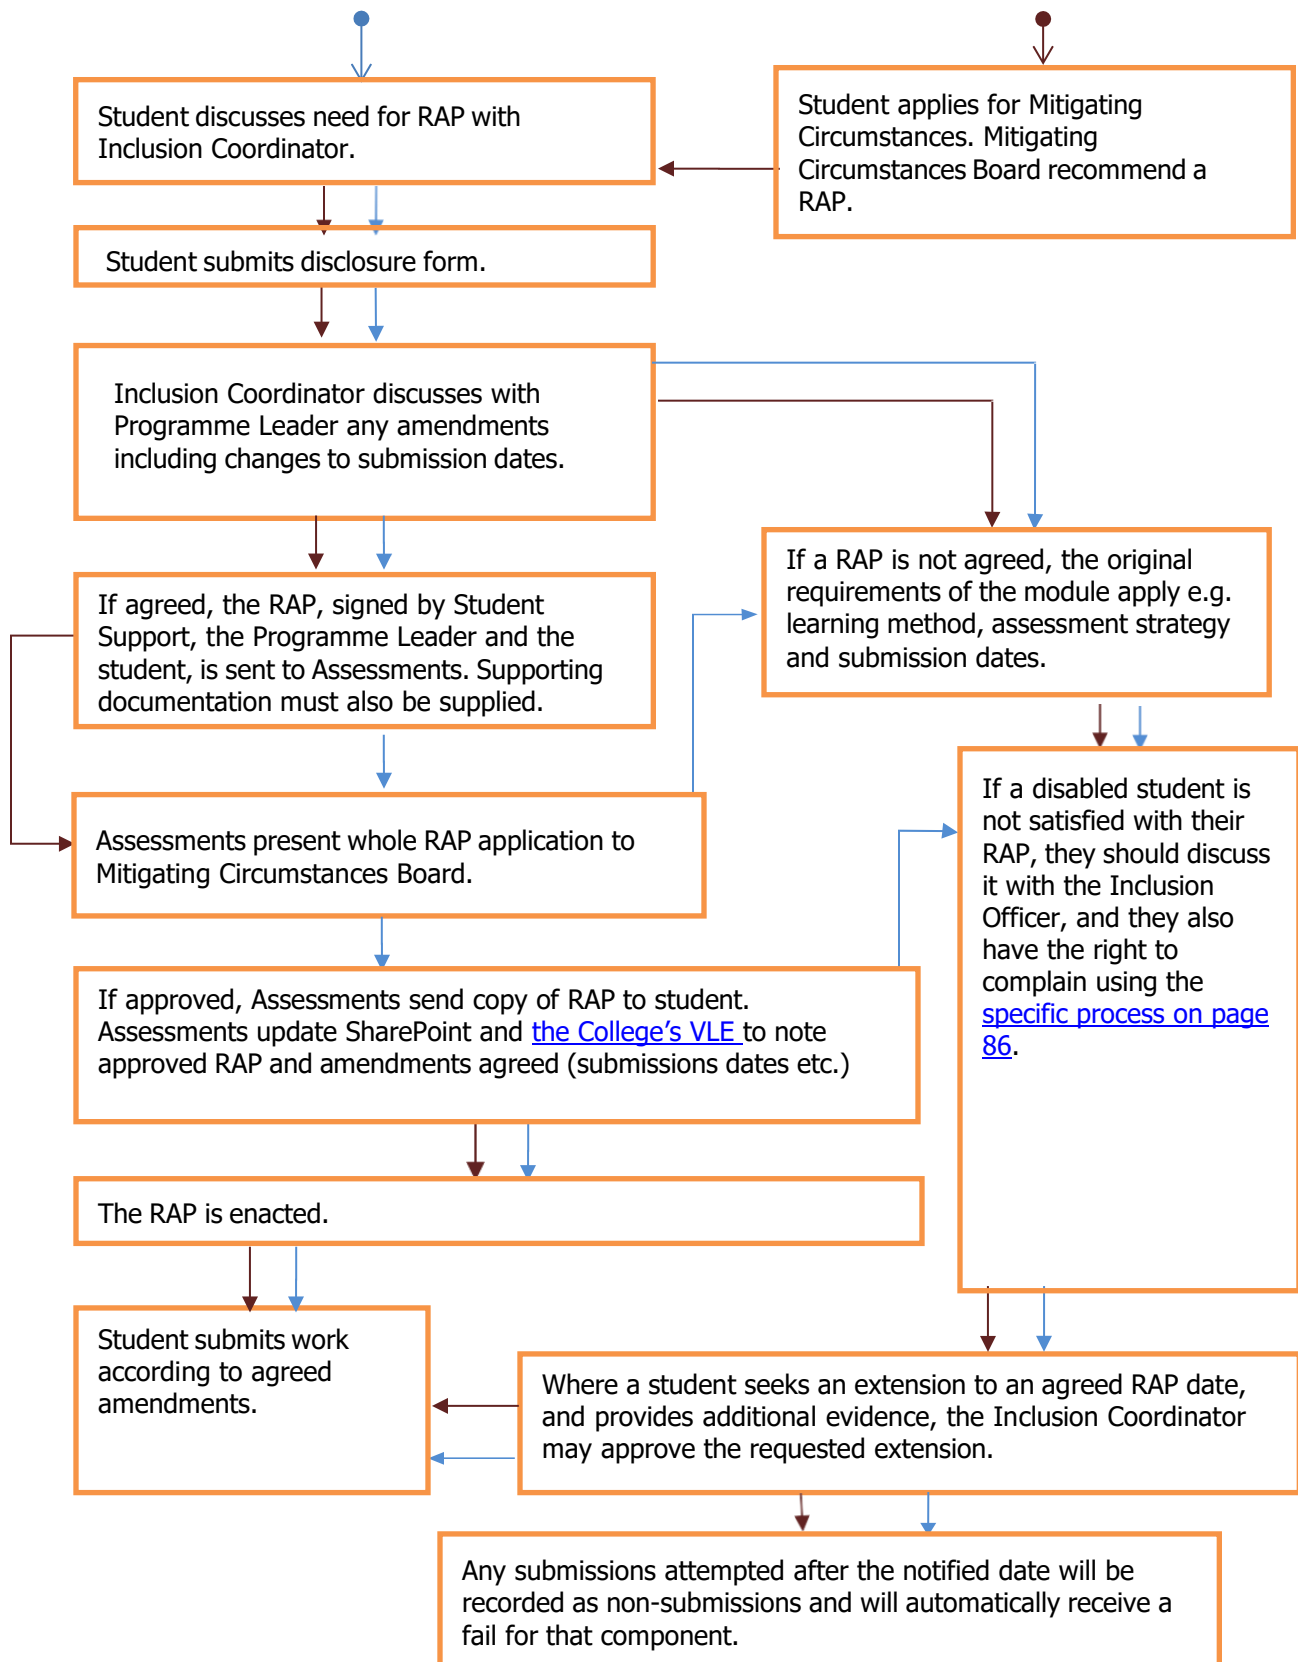 Student discusses need for RAP with
Inclusion Coordinator.
Student applies for Mitigating
Circumstances. Mitigating
Circumstances Board recommend a
RAP.
Student submits disclosure form.
Inclusion Coordinator discusses with
Programme Leader any amendments
including changes to submission dates.
If agreed, the RAP, signed by Student
Support, the Programme Leader and the
student, is sent to Assessments. Supporting
documentation must also be supplied.
If a RAP is not agreed, the original
requirements of the module apply e.g.
learning method, assessment strategy
and submission dates.
Assessments present whole RAP application to
Mitigating Circumstances Board.
If a disabled student is
not satisfied with their
RAP, they should discuss
it with the Inclusion
Officer, and they also
have the right to
complain using the
specific process on page
86.
If approved, Assessments send copy of RAP to student.
Assessments update SharePoint and the College’s VLE to note
approved RAP and amendments agreed (submissions dates etc.)
The RAP is enacted.
Student submits work
according to agreed
amendments.
Where a student seeks an extension to an agreed RAP date,
and provides additional evidence, the Inclusion Coordinator
may approve the requested extension.
Any submissions attempted after the notified date will be
recorded as non-submissions and will automatically receive a
fail for that component.